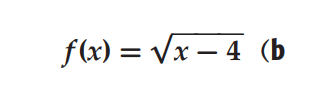 f(x) = √x − 4 (b